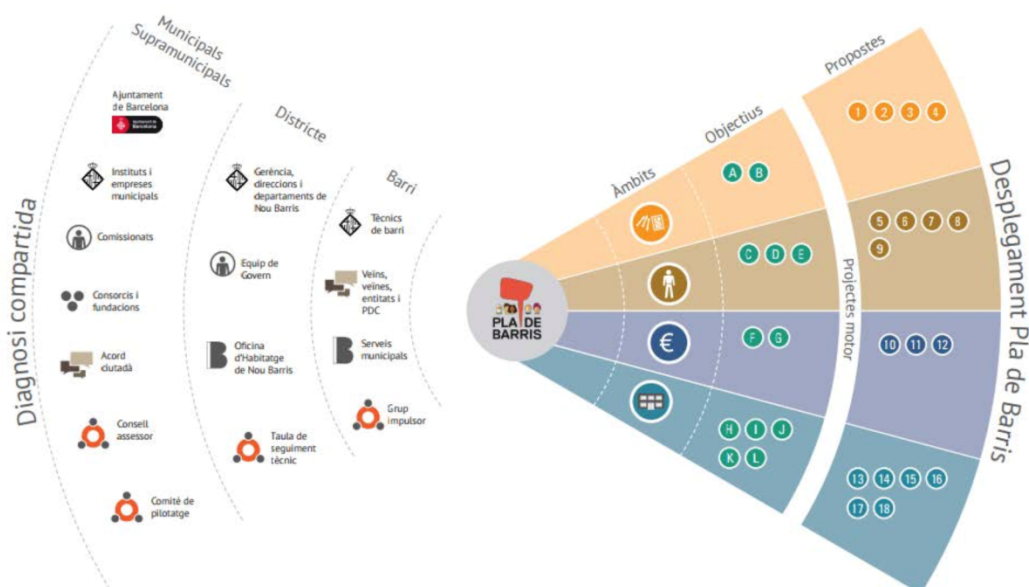 Diagnosi compartida
Municipals
Supramunicipals
Ajuntament
de Barcelona
Ajuntament de
Barcelona
Instituts i
empreses
municipals
Comissionats
Consorcis i
fundacions
Acord
ciutadà
Consell
assessor
Comitè de
pilotatge
Districte
Gerència,
direccions i
departaments de
Nou Barris
Equip de
Govern
Oficina
d'Habitatge
de Nou Barris
Taula de
seguiment
tècnic
Barri
Tècnics
de barri
Veïns,
veïnes,
entitats i
PDC
Serveis
municipals
Grup
impulsor
PLA DE
BARRIS
Àmbits
€
Objectius
A B
C D E
F G
H I J
K L
Projectes motor
Propostes
1 2 3 4
5 6 7 8
9
10 11 12
13 14 15 16
17 18
Desplegament Pla de Barris